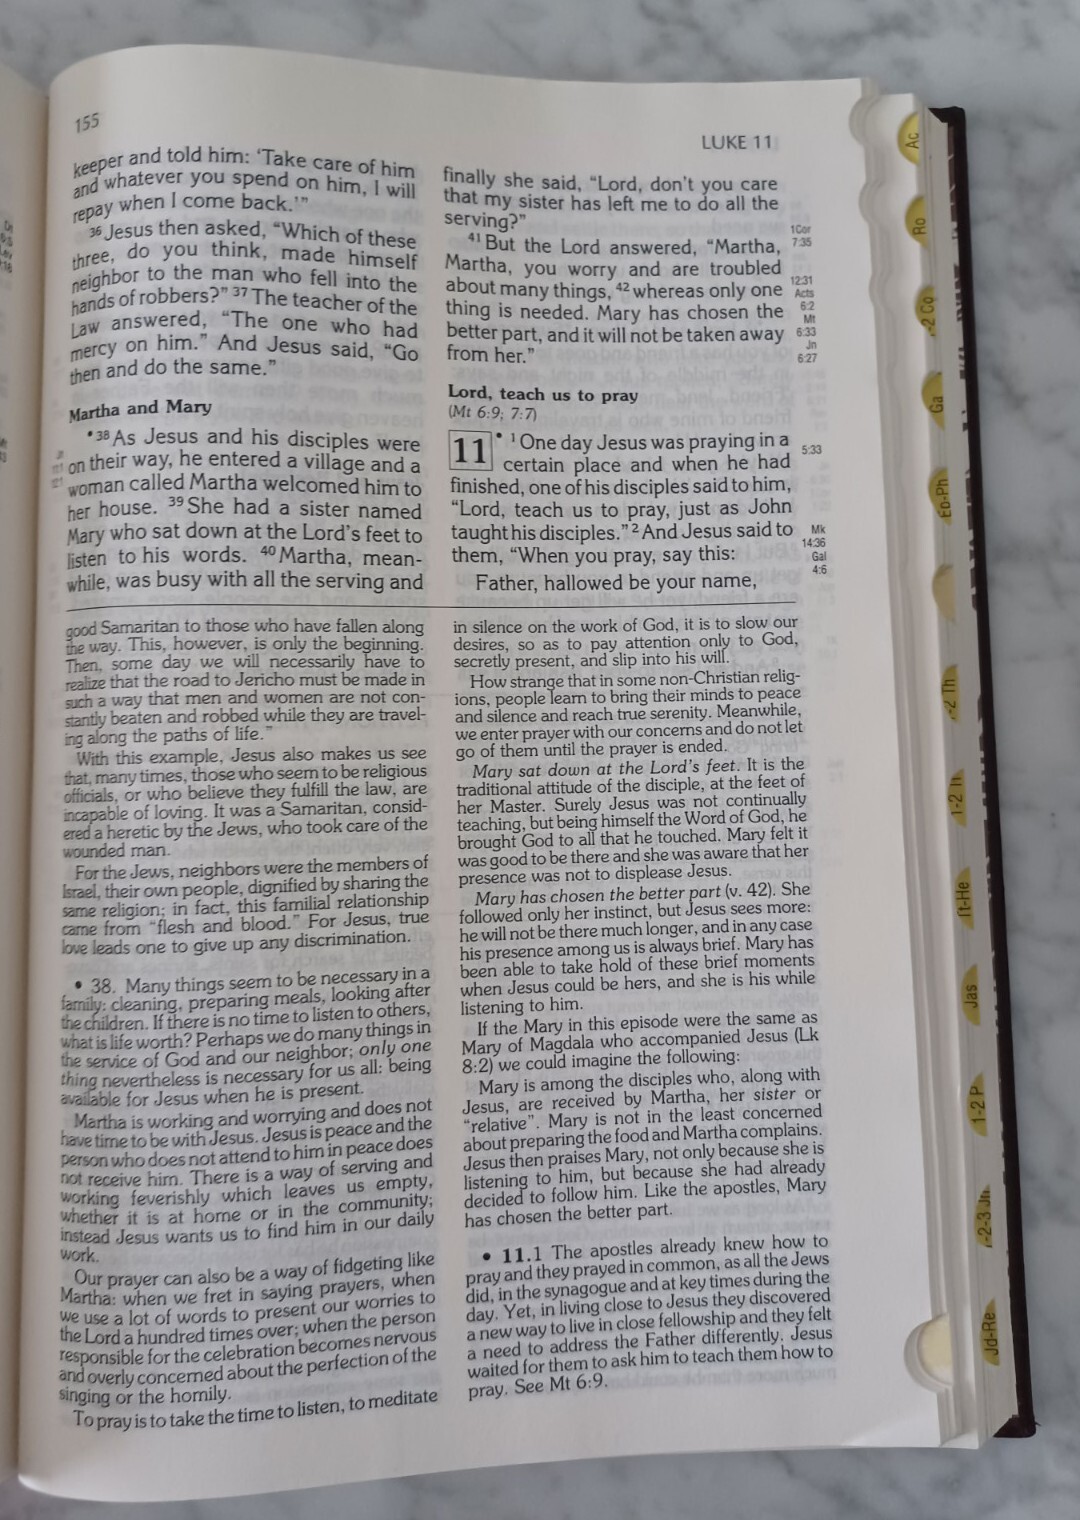 155
LUKE 11
keeper and told him: ‘Take care of him
and whatever you spend on him, I will
repay when I come back.’”
36 Jesus then asked, “Which of these
three, do you think, made himself
neighbor to the man who fell into the
hands of robbers?” 37 The teacher of the
Law answered, “The one who had
mercy on him.” And Jesus said, “Go
then and do the same.”
Martha and Mary
•38 As Jesus and his disciples were
on their way, he entered a village and a
woman called Martha welcomed him to
her house. 39 She had a sister named
Mary who sat down at the Lord’s feet to
listen to his words. 40 Martha, mean-
while, was busy with all the serving and
finally she said, “Lord, don’t you care
that my sister has left me to do all the
serving?”
41 But the Lord answered, “Martha,
Martha, you worry and are troubled
about many things, 42 whereas only one
thing is needed. Mary has chosen the
better part, and it will not be taken away
from her.”
1Cor
7:35
12:31
Acts
6:2
Mt
6:33
Jn
6:27
Lord, teach us to pray
(Mt 6:9; 7:7)
11 • 1 One day Jesus was praying in a
certain place and when he had
finished, one of his disciples said to him,
“Lord, teach us to pray, just as John
taught his disciples.” 2 And Jesus said to
them, “When you pray, say this:
Father, hallowed be your name,
5:33
Mk
14:36
Gal
4:6
good Samaritan to those who have fallen along
the way. This, however, is only the beginning.
Then, some day we will necessarily have to
realize that the road to Jericho must be made in
such a way that men and women are not con-
stantly beaten and robbed while they are travel-
ing along the paths of life.”
With this example, Jesus also makes us see
that, many times, those who seem to be religious
officials, or who believe they fulfill the law, are
incapable of loving. It was a Samaritan, consid-
ered a heretic by the Jews, who took care of the
wounded man.
For the Jews, neighbors were the members of
Israel, their own people, dignified by sharing the
same religion; in fact, this familial relationship
came from “flesh and blood.” For Jesus, true
love leads one to give up any discrimination.
• 38. Many things seem to be necessary in a
family: cleaning, preparing meals, looking after
the children. If there is no time to listen to others,
what is life worth? Perhaps we do many things in
the service of God and our neighbor; only one
thing nevertheless is necessary for us all: being
available for Jesus when he is present.
Martha is working and worrying and does not
have time to be with Jesus. Jesus is peace and the
person who does not attend to him in peace does
not receive him. There is a way of serving and
working feverishly which leaves us empty,
whether it is at home or in the community;
instead Jesus wants us to find him in our daily
work.
Our prayer can also be a way of fidgeting like
Martha: when we fret in saying prayers, when
we use a lot of words to present our worries to
the Lord a hundred times over; when the person
responsible for the celebration becomes nervous
and overly concerned about the perfection of the
singing or the homily.
To pray is to take the time to listen, to meditate
in silence on the work of God, it is to slow our
desires, so as to pay attention only to God,
secretly present, and slip into his will.
How strange that in some non-Christian relig-
ions, people learn to bring their minds to peace
and silence and reach true serenity. Meanwhile,
we enter prayer with our concerns and do not let
go of them until the prayer is ended.
Mary sat down at the Lord’s feet. It is the
traditional attitude of the disciple, at the feet of
her Master. Surely Jesus was not continually
teaching, but being himself the Word of God, he
brought God to all that he touched. Mary felt it
was good to be there and she was aware that her
presence was not to displease Jesus.
Mary has chosen the better part (v. 42). She
followed only her instinct, but Jesus sees more:
he will not be there much longer, and in any case
his presence among us is always brief. Mary has
been able to take hold of these brief moments
when Jesus could be hers, and she is his while
listening to him.
If the Mary in this episode were the same as
Mary of Magdala who accompanied Jesus (Lk
8:2) we could imagine the following:
Mary is among the disciples who, along with
Jesus, are received by Martha, her sister or
“relative”. Mary is not in the least concerned
about preparing the food and Martha complains.
Jesus then praises Mary, not only because she is
listening to him, but because she had already
decided to follow him. Like the apostles, Mary
has chosen the better part.
• 11.1 The apostles already knew how to
pray and they prayed in common, as all the Jews
did, in the synagogue and at key times during the
day. Yet, in living close to Jesus they discovered
a new way to live in close fellowship and they felt
a need to address the Father differently. Jesus
waited for them to ask him to teach them how to
pray. See Mt 6:9.
Ac
Ro
-2 Co
Ga
Ep-Ph
-2 Th
1-2 Ti
Tt-He
Jas
1-2 P
1-2-3 Jn
Jd-Re